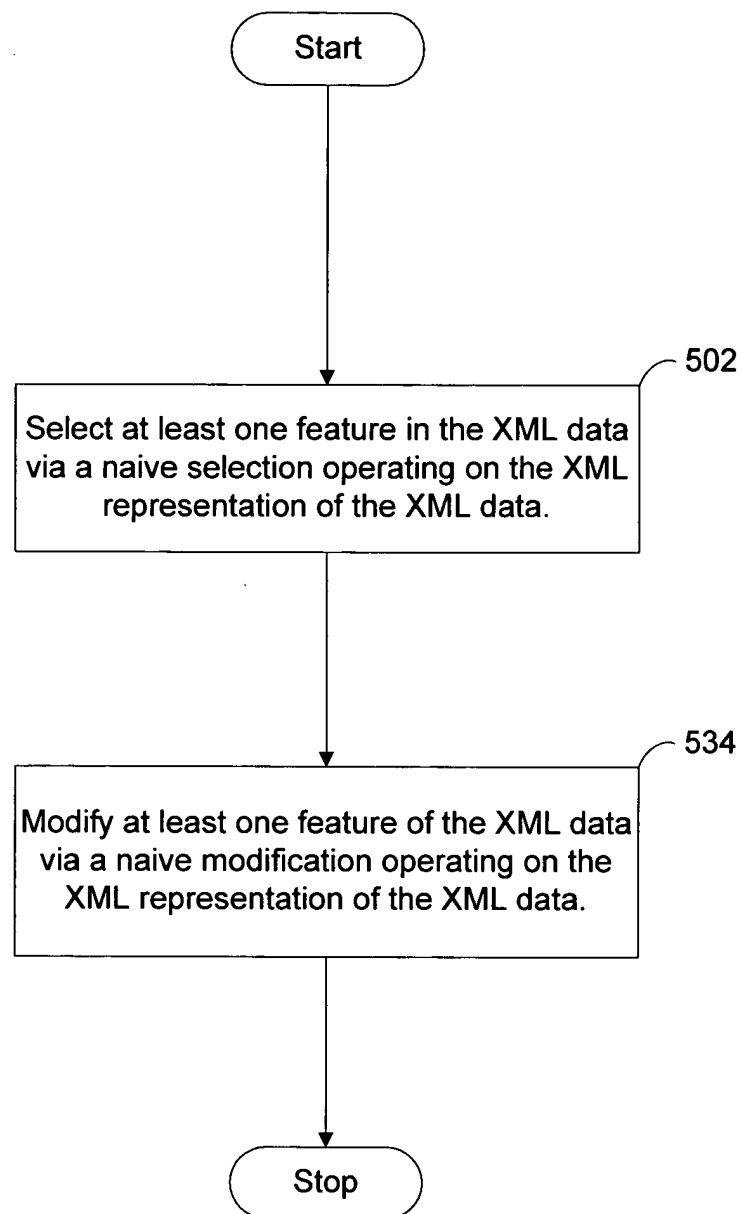 Start
502
Select at least one feature in the XML data
via a naive selection operating on the XML
representation of the XML data.
534
Modify at least one feature of the XML data
via a naive modification operating on the
XML representation of the XML data.
Stop